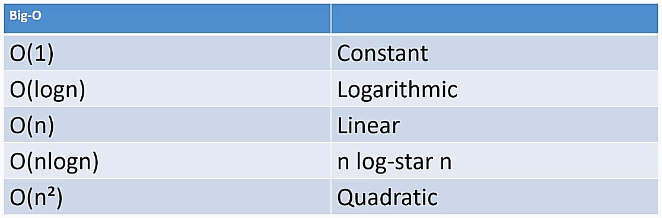 Big-O
O(1) Constant
O(logn) Logarithmic
O(n) Linear
O(nlogn) n log-star n
O(n²) Quadratic